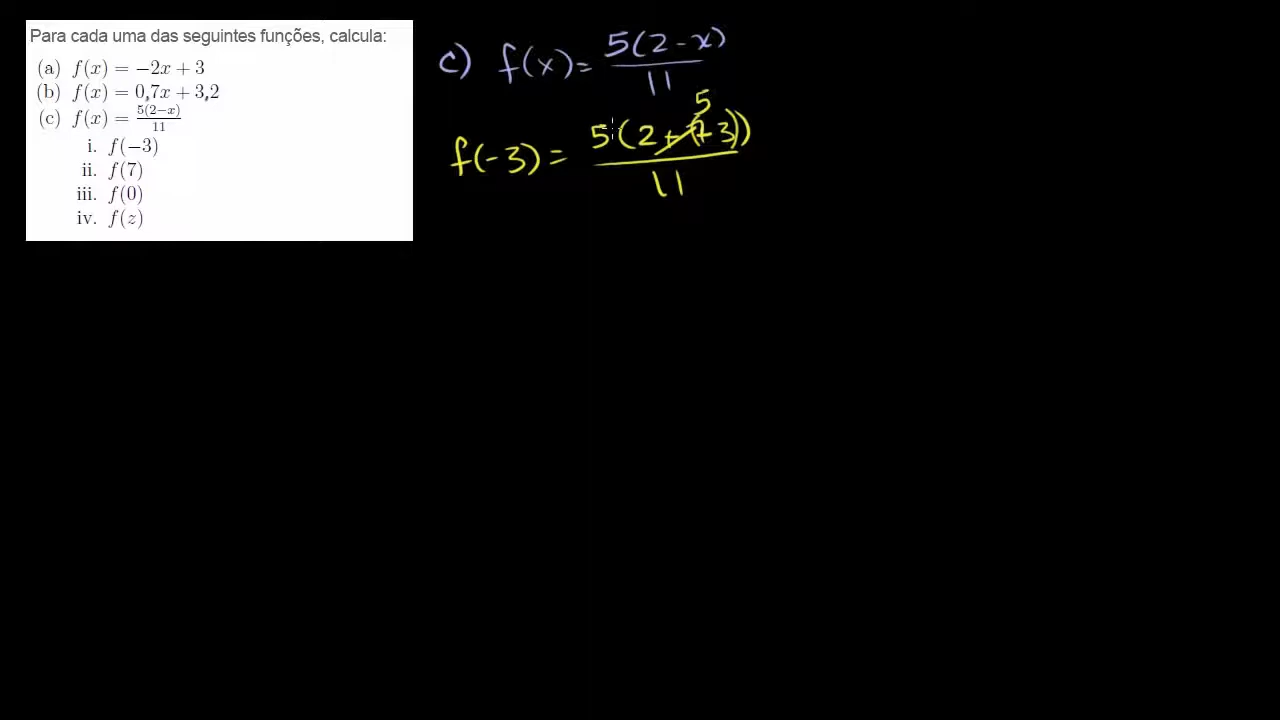 Para cada uma das seguintes funções, calcula:
(a) f(x) = −2x + 3
(b) f(x) = 0,7x + 3,2
(c) f(x) = 5(2−x)/11
i. f(−3)
ii. f(7)
iii. f(0)
iv. f(z)
c) f(x) = 5(2-x)/11
5
f(-3) = 5(2+(+3))/11